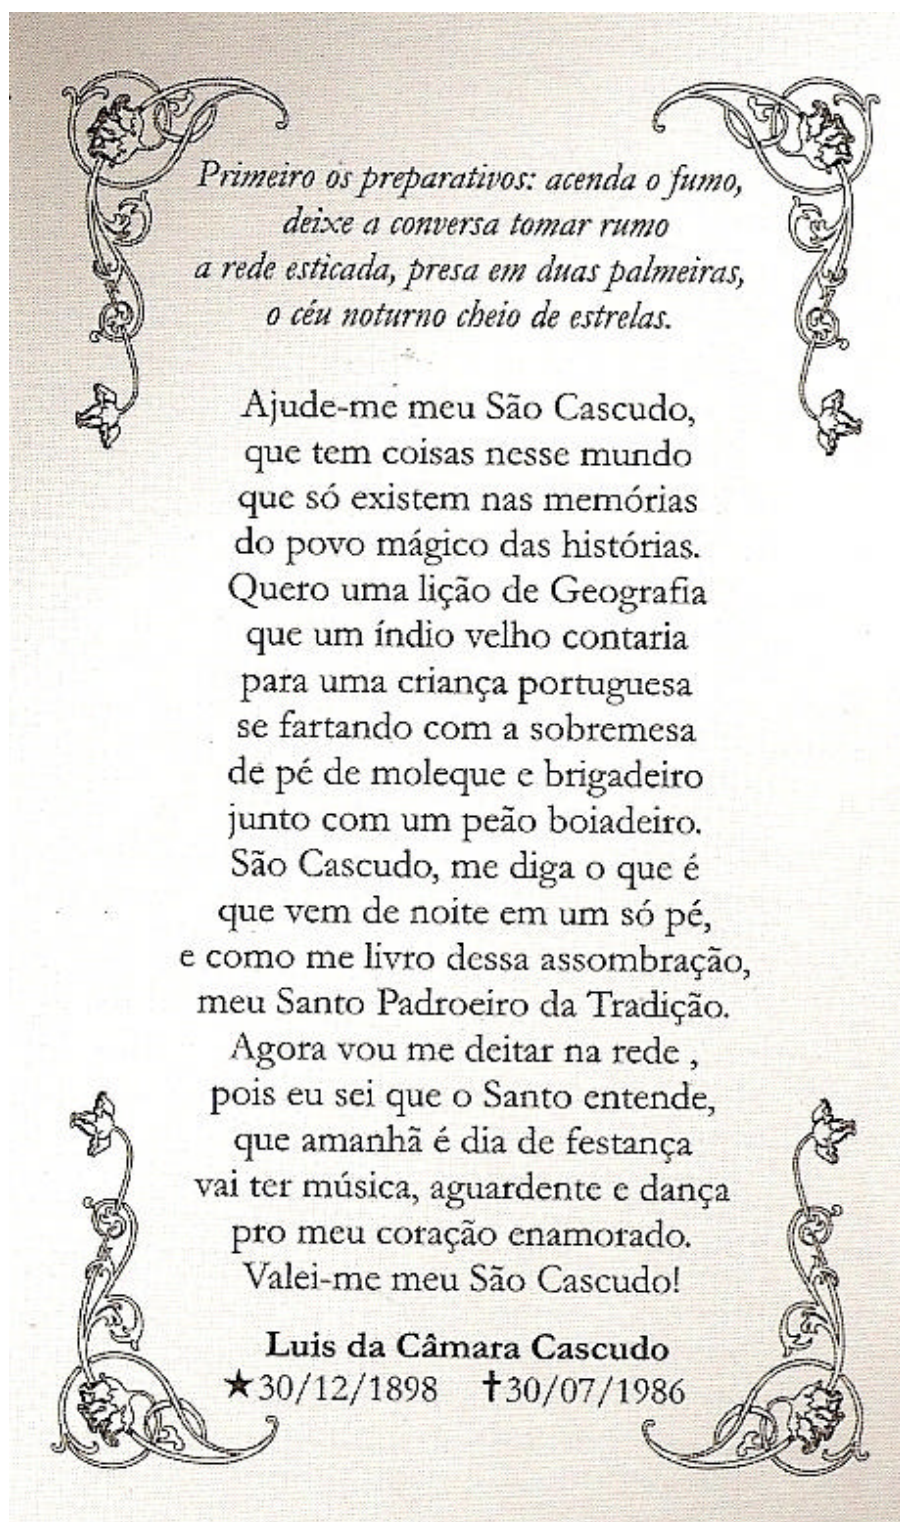 Primeiro os preparativos: acenda o fumo,
deixe a conversa tomar rumo
a rede esticada, presa em duas palmeiras,
o céu noturno cheio de estrelas.
Ajude-me meu São Cascudo,
que tem coisas nesse mundo
que só existem nas memórias
do povo mágico das histórias.
Quero uma lição de Geografia
que um índio velho contaria
para uma criança portuguesa
se fartando com a sobremesa
de pé de moleque e brigadeiro
junto com um peão boiadeiro.
São Cascudo, me diga o que é
que vem de noite em um só pé,
e como me livro dessa assombração,
meu Santo Padroeiro da Tradição.
Agora vou me deitar na rede ,
pois eu sei que o Santo entende,
que amanhã é dia de festança
vai ter música, aguardente e dança
pro meu coração enamorado.
Valei-me meu São Cascudo!
Luis da Câmara Cascudo
★30/12/1898 ✝30/07/1986